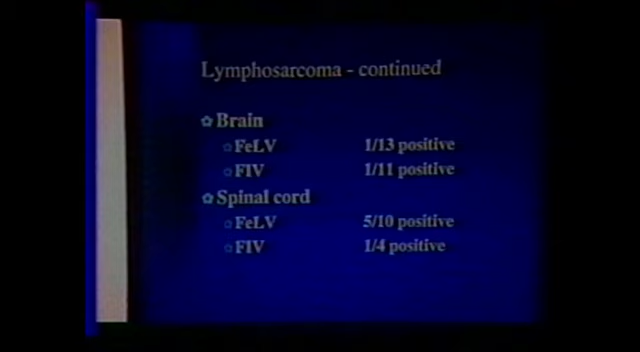 Lymphosarcoma - continued
Brain
FeLV 1/13 positive
FIV 1/11 positive
Spinal cord
FeLV 5/10 positive
FIV 1/4 positive